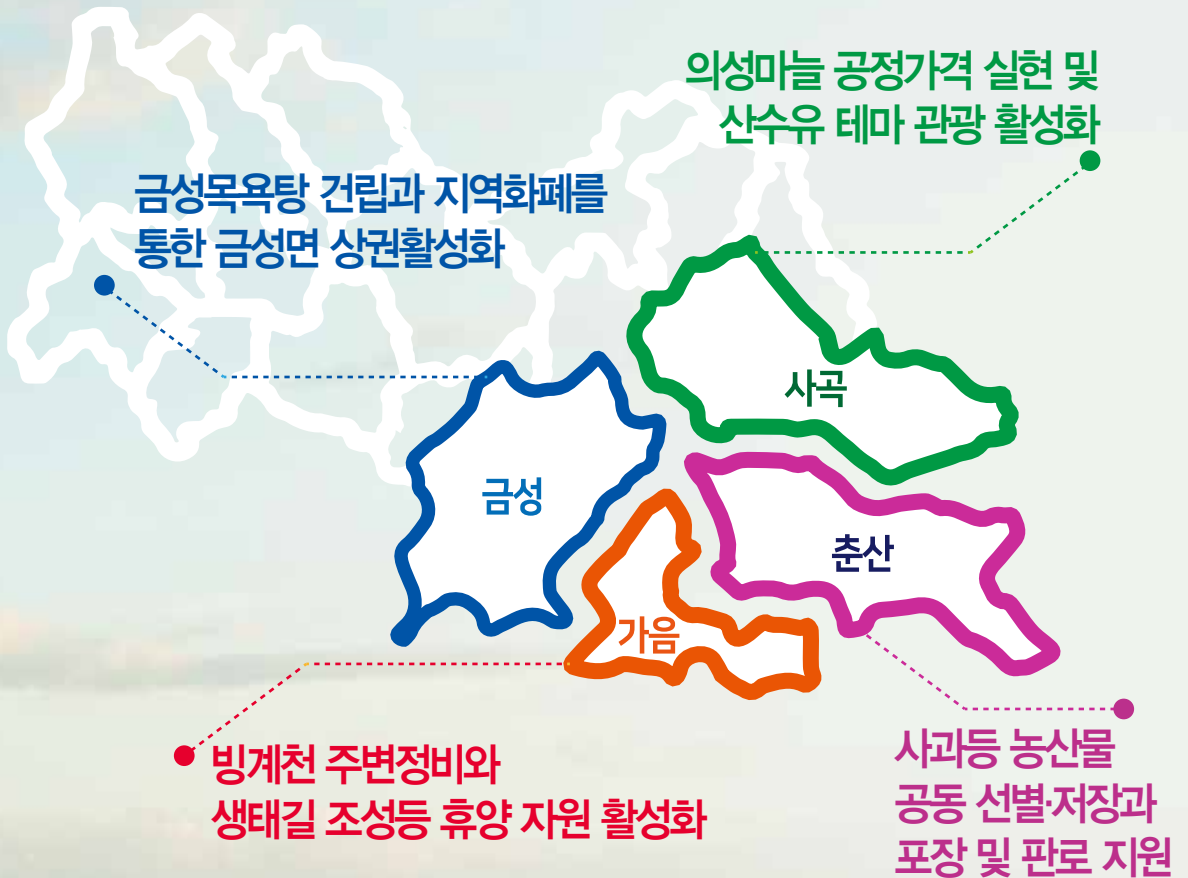 의성마늘 공정가격 실현 및
산수유 테마 관광 활성화
금성목욕탕 건립과 지역화폐를
통한 금성면 상권활성화
사곡
금성
춘산
가음
빙계천 주변정비와
생태길 조성등 휴양 자원 활성화
사과등 농산물
공동 선별·저장과
포장 및 판로 지원